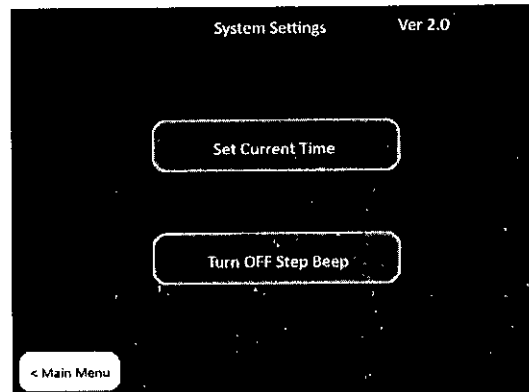 System Settings Ver 2.0
Set Current Time
Turn OFF Step Beep
< Main Menu